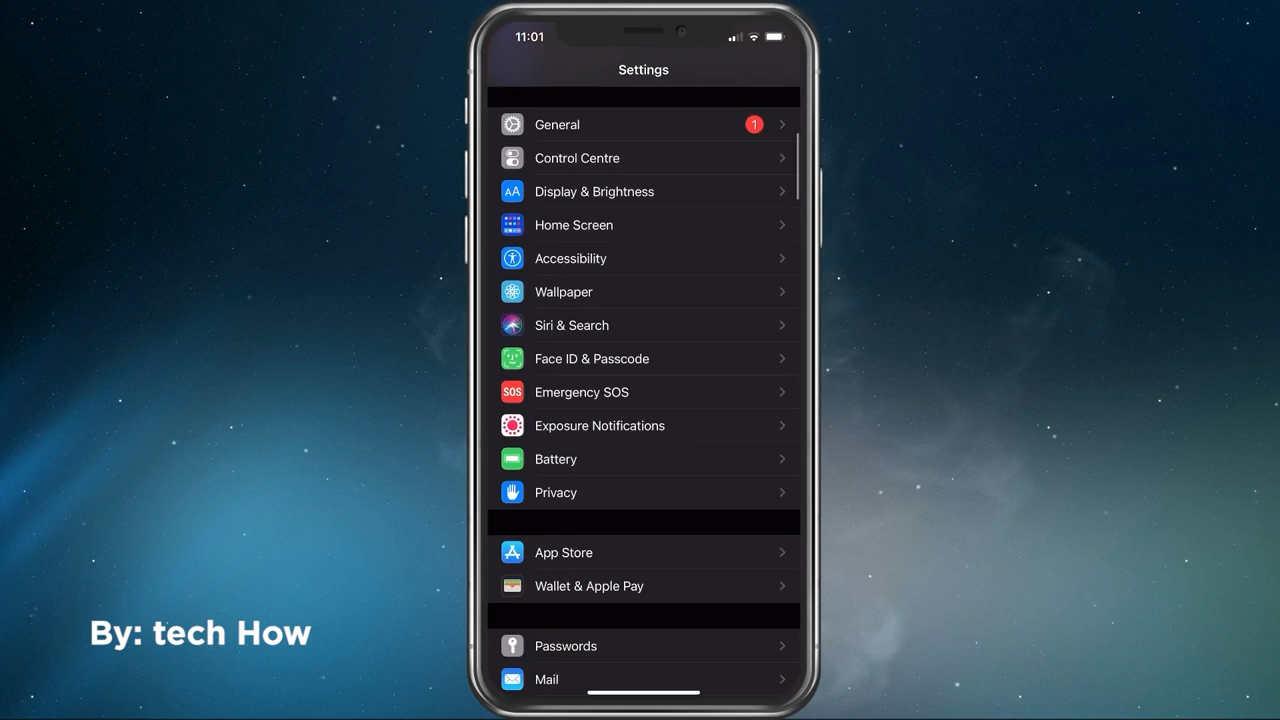 11:01
Settings
General 1
Control Centre
AA Display & Brightness
Home Screen
Accessibility
Wallpaper
Siri & Search
Face ID & Passcode
SOS Emergency SOS
Exposure Notifications
Battery
Privacy
App Store
Wallet & Apple Pay
Passwords
Mail
By: tech How